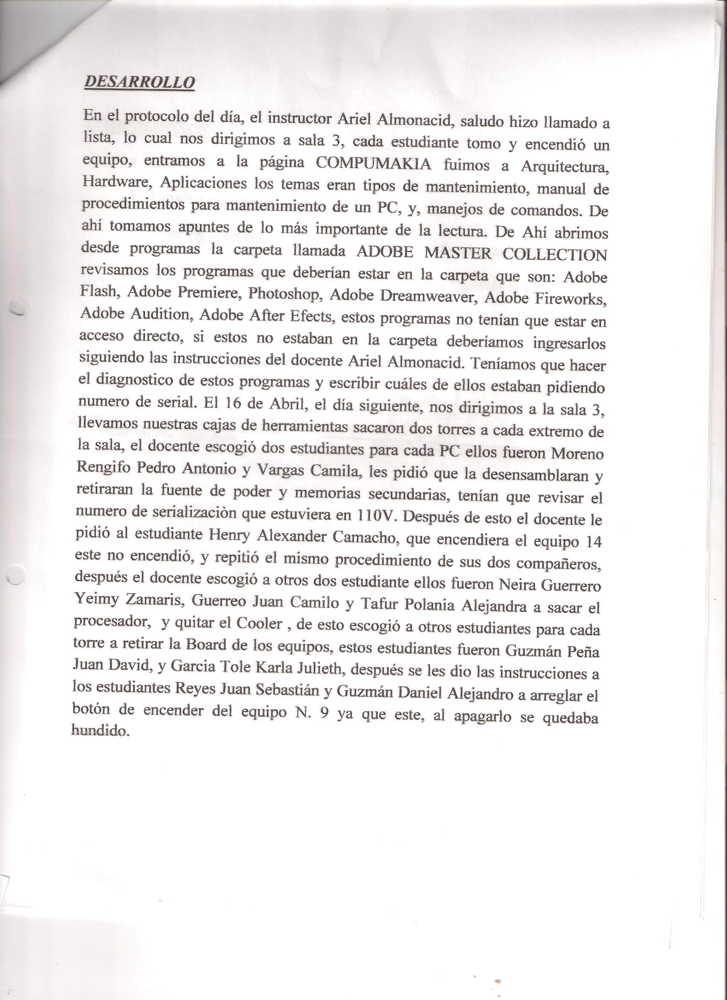 DESARROLLO
En el protocolo del día, el instructor Ariel Almonacid, saludo hizo llamado a
lista, lo cual nos dirigimos a sala 3, cada estudiante tomo y encendió un
equipo, entramos a la página COMPUMAKIA fuimos a Arquitectura,
Hardware, Aplicaciones los temas eran tipos de mantenimiento, manual de
procedimientos para mantenimiento de un PC, y, manejos de comandos. De
ahí tomamos apuntes de lo más importante de la lectura. De Ahí abrimos
desde programas la carpeta llamada ADOBE MASTER COLLECTION
revisamos los programas que deberían estar en la carpeta que son: Adobe
Flash, Adobe Premiere, Photoshop, Adobe Dreamweaver, Adobe Fireworks,
Adobe Audition, Adobe After Efects, estos programas no tenían que estar en
acceso directo, si estos no estaban en la carpeta deberíamos ingresarlos
siguiendo las instrucciones del docente Ariel Almonacid. Teníamos que hacer
el diagnostico de estos programas y escribir cuáles de ellos estaban pidiendo
numero de serial. El 16 de Abril, el día siguiente, nos dirigimos a la sala 3,
llevamos nuestras cajas de herramientas sacaron dos torres a cada extremo de
la sala, el docente escogió dos estudiantes para cada PC ellos fueron Moreno
Rengifo Pedro Antonio y Vargas Camila, les pidió que la desensamblaran y
retiraran la fuente de poder y memorias secundarias, tenían que revisar el
numero de serializaciòn que estuviera en 110V. Después de esto el docente le
pidió al estudiante Henry Alexander Camacho, que encendiera el equipo 14
este no encendió, y repitió el mismo procedimiento de sus dos compañeros,
después el docente escogió a otros dos estudiante ellos fueron Neira Guerrero
Yeimy Zamaris, Guerreo Juan Camilo y Tafur Polania Alejandra a sacar el
procesador, y quitar el Cooler , de esto escogió a otros estudiantes para cada
torre a retirar la Board de los equipos, estos estudiantes fueron Guzmán Peña
Juan David, y Garcia Tole Karla Julieth, después se les dio las instrucciones a
los estudiantes Reyes Juan Sebastián y Guzmán Daniel Alejandro a arreglar el
botón de encender del equipo N. 9 ya que este, al apagarlo se quedaba
hundido.